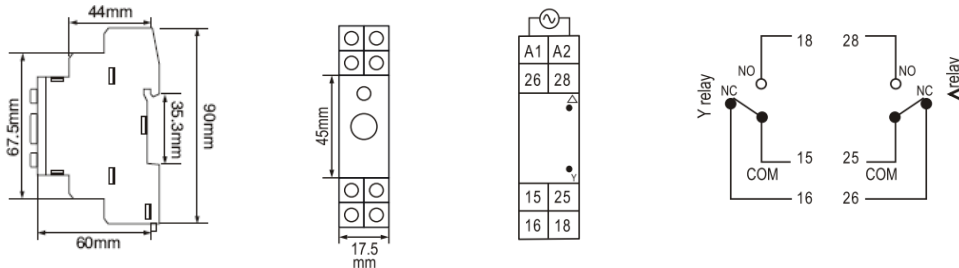 44mm
67.5mm
35.3mm
90mm
60mm
45mm
17.5
mm
A1 A2
26 28
Y
15 25
16 18
18 28
NO NO
NC NC
Y relay
relay
15 25
COM COM
16 26